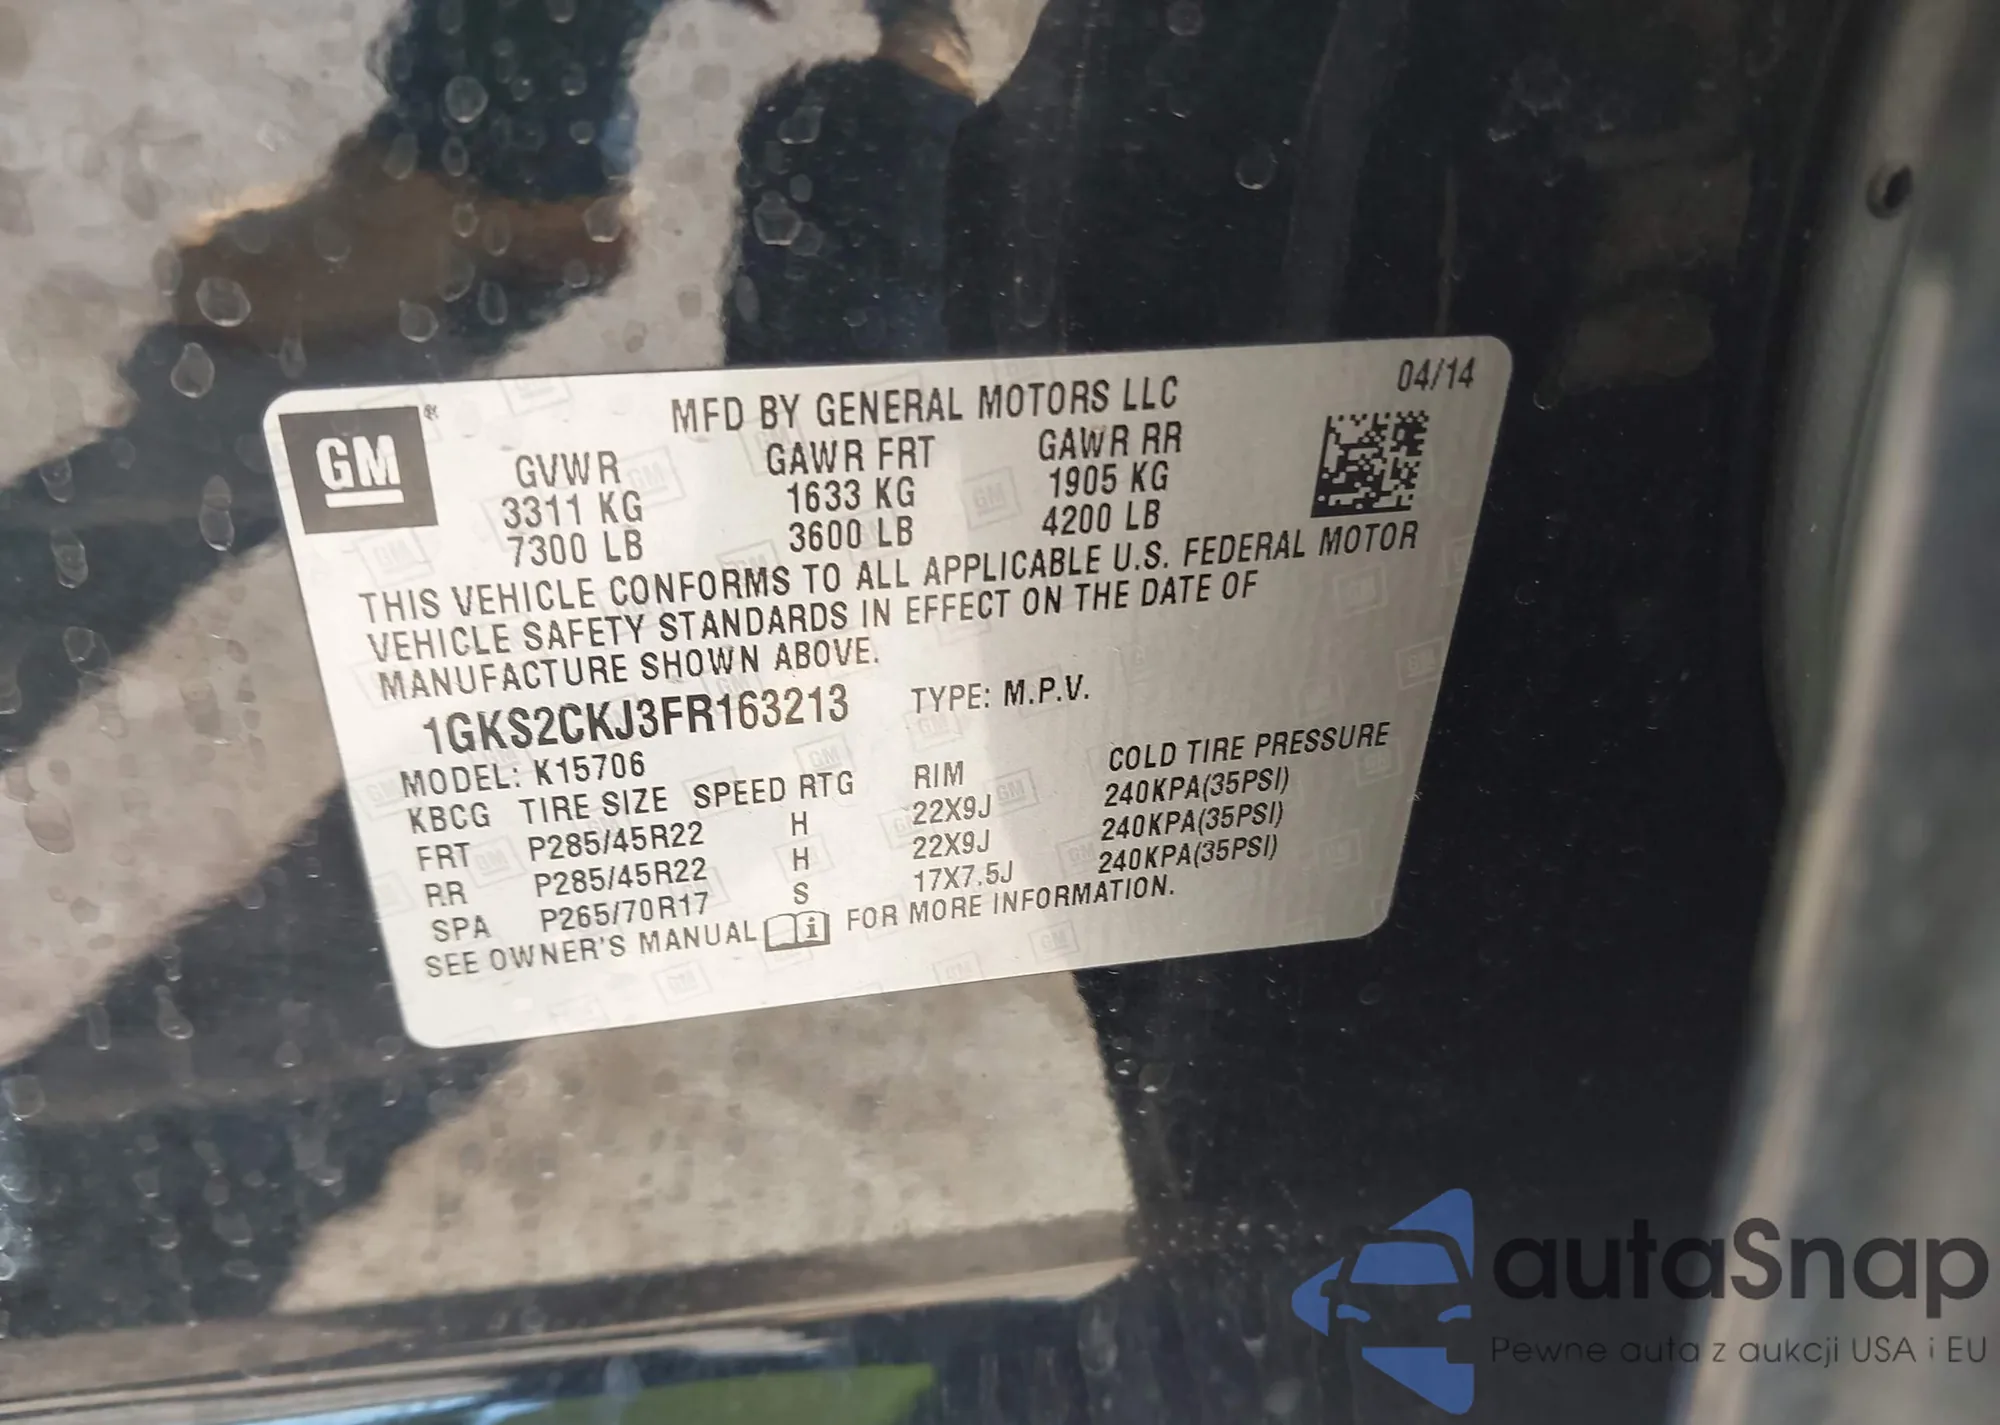 04/14
MFD BY GENERAL MOTORS LLC
GM
GVWR GAWR FRT GAWR RR
3311 KG 1633 KG 1905 KG
7300 LB 3600 LB 4200 LB
THIS VEHICLE CONFORMS TO ALL APPLICABLE U.S. FEDERAL MOTOR
VEHICLE SAFETY STANDARDS IN EFFECT ON THE DATE OF
MANUFACTURE SHOWN ABOVE.
1GKS2CKJ3FR163213 TYPE: M.P.V.
MODEL: K15706
KBCG TIRE SIZE SPEED RTG RIM COLD TIRE PRESSURE
FRT P285/45R22 H 22X9J 240KPA(35PSI)
RR P285/45R22 H 22X9J 240KPA(35PSI)
SPA P265/70R17 S 17X7.5J 240KPA(35PSI)
SEE OWNER'S MANUAL FOR MORE INFORMATION.
autaSnap
Pewne auta z aukcji USA i EU